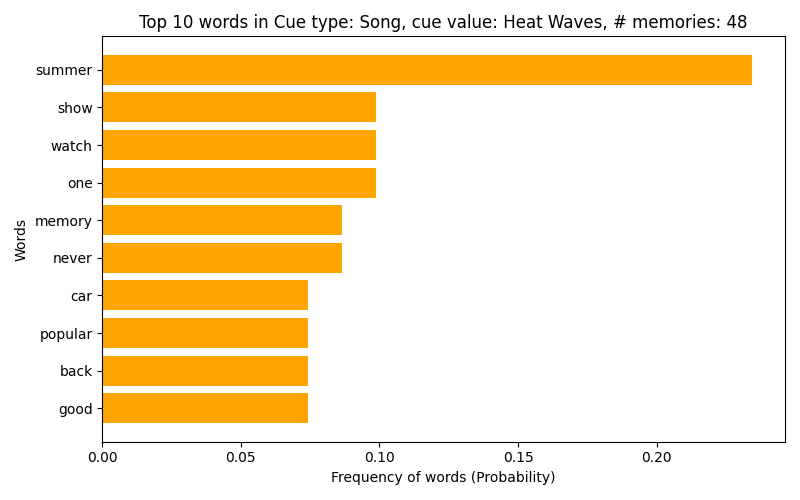 Top 10 words in Cue type: Song, cue value: Heat Waves, # memories: 48
summer
show
watch
one
memory
never
car
popular
back
good
Words
0.00 0.05 0.10 0.15 0.20
Frequency of words (Probability)